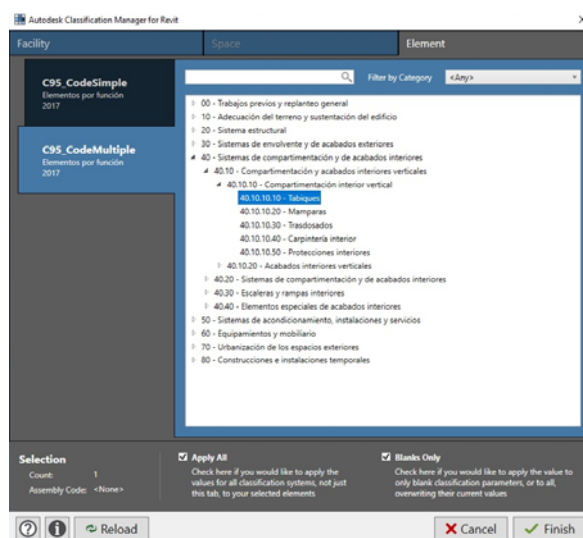 Autodesk Classification Manager for Revit
Facility
Space
Element
C95_CodeSimple
Elementos por función
2017
C95_CodeMultiple
Elementos por función
2017
Filter by Category
<Any>
00 - Trabajos previos y replanteo general
10 - Adecuación del terreno y sustentación del edificio
20 - Sistema estructural
30 - Sistemas de envolvente y de acabados exteriores
40 - Sistemas de compartimentación y de acabados interiores
40.10 - Compartimentación y acabados interiores verticales
40.10.10 - Compartimentación interior vertical
40.10.10.10 - Tabiques
40.10.10.20 - Mamparas
40.10.10.30 - Trasdosados
40.10.10.40 - Carpintería interior
40.10.10.50 - Protecciones interiores
40.10.20 - Acabados interiores verticales
40.20 - Sistemas de compartimentación y de acabados interiores
40.30 - Escaleras y rampas interiores
40.40 - Elementos especiales de acabados interiores
50 - Sistemas de acondicionamiento, instalaciones y servicios
60 - Equipamientos y mobiliario
70 - Urbanización de los espacios exteriores
80 - Construcciones e instalaciones temporales
Selection
Count: 1
Assembly Code: <None>
Apply All
Check here if you would like to apply the
values for all classification systems, not just
this tab, to your selected elements
Blanks Only
Check here if you would like to apply the value to
only blank classification parameters, or to all,
overwriting their current values
Reload
Cancel
Finish